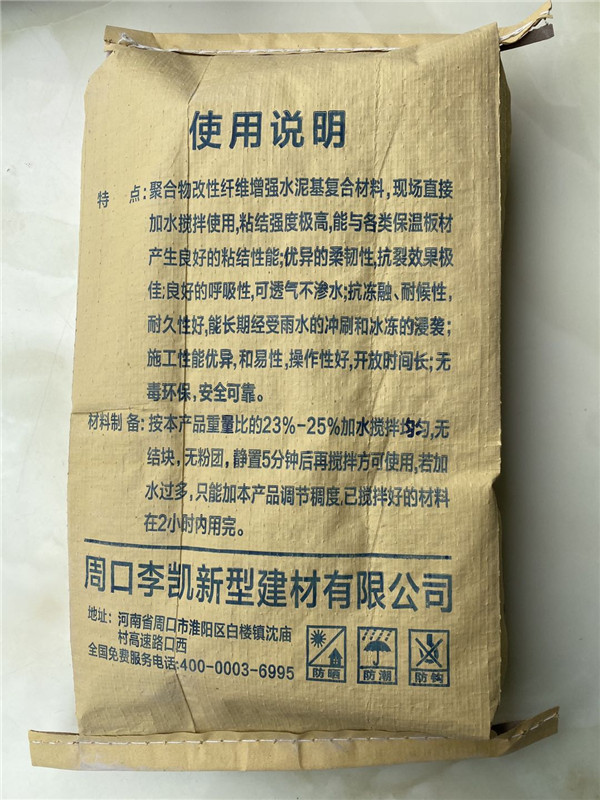 使用说明
特 点:聚合物改性纤维增强水泥基复合材料,现场直接
加水搅拌使用,粘结强度极高,能与各类保温板材
产生良好的粘结性能;优异的柔韧性,抗裂效果极
佳;良好的呼吸性,可透气不渗水;抗冻融、耐候性,
耐久性好,能长期经受雨水的冲刷和冰冻的浸袭;
施工性能优异,和易性,操作性好,开放时间长;无
毒环保,安全可靠。
材料制备:按本产品重量比的23%-25%加水搅拌均匀,无
结块,无粉团,静置5分钟后再搅拌方可使用,若加
水过多,只能加本产品调节稠度,已搅拌好的材料
在2小时内用完。
周口李凯新型建材有限公司
地址:河南省周口市淮阳区白楼镇沈庙
村高速路口西
全国免费服务电话:400-0003-6995
防晒 防潮 防钩